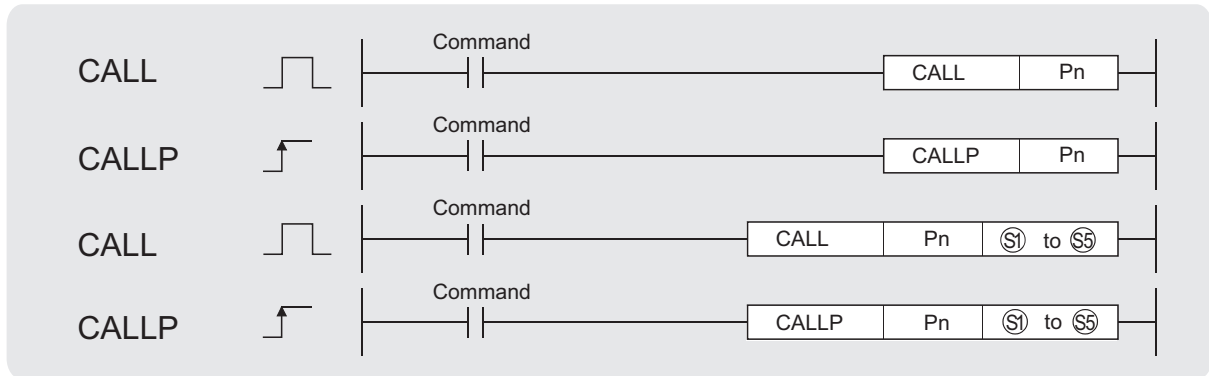 Command
CALL CALL Pn
Command
CALLP CALLP Pn
Command
CALL CALL Pn S1 to S5
Command
CALLP CALLP Pn S1 to S5